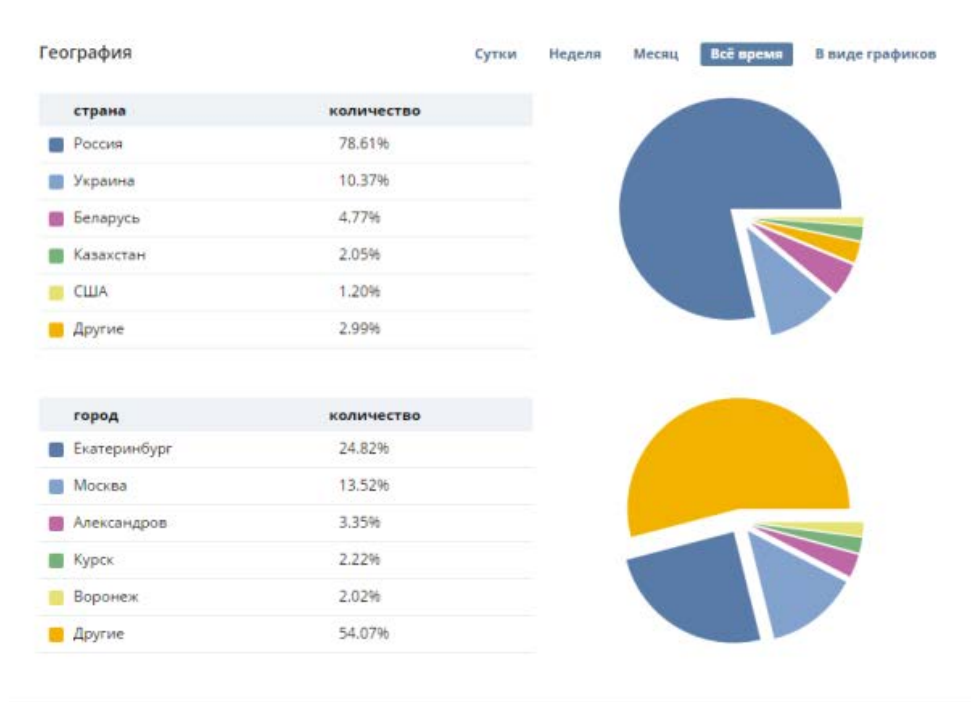 География Сутки Неделя Месяц Всё время В виде графиков
страна количество
Россия 78.61%
Украина 10.37%
Беларусь 4.77%
Казахстан 2.05%
США 1.20%
Другие 2.99%
город количество
Екатеринбург 24.82%
Москва 13.52%
Александров 3.35%
Курск 2.22%
Воронеж 2.02%
Другие 54.07%